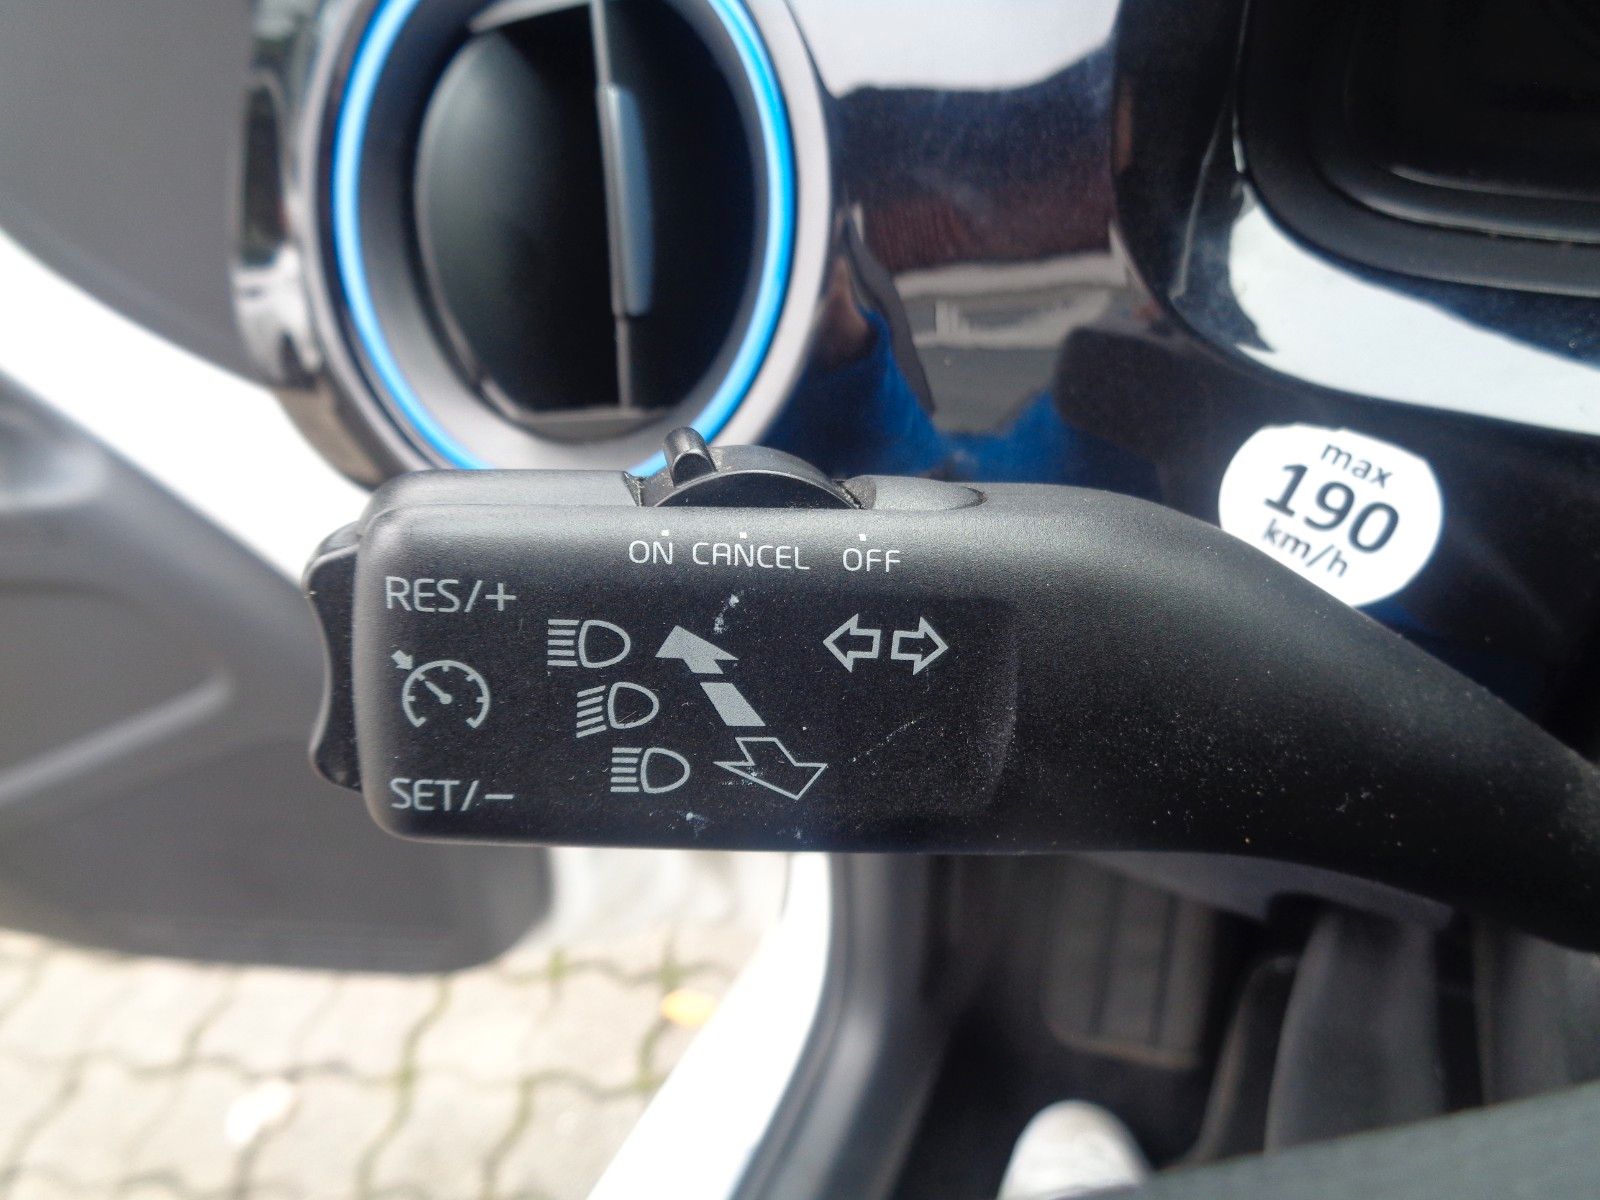 max
190
km/h
ON CANCEL OFF
RES/+
SET/-